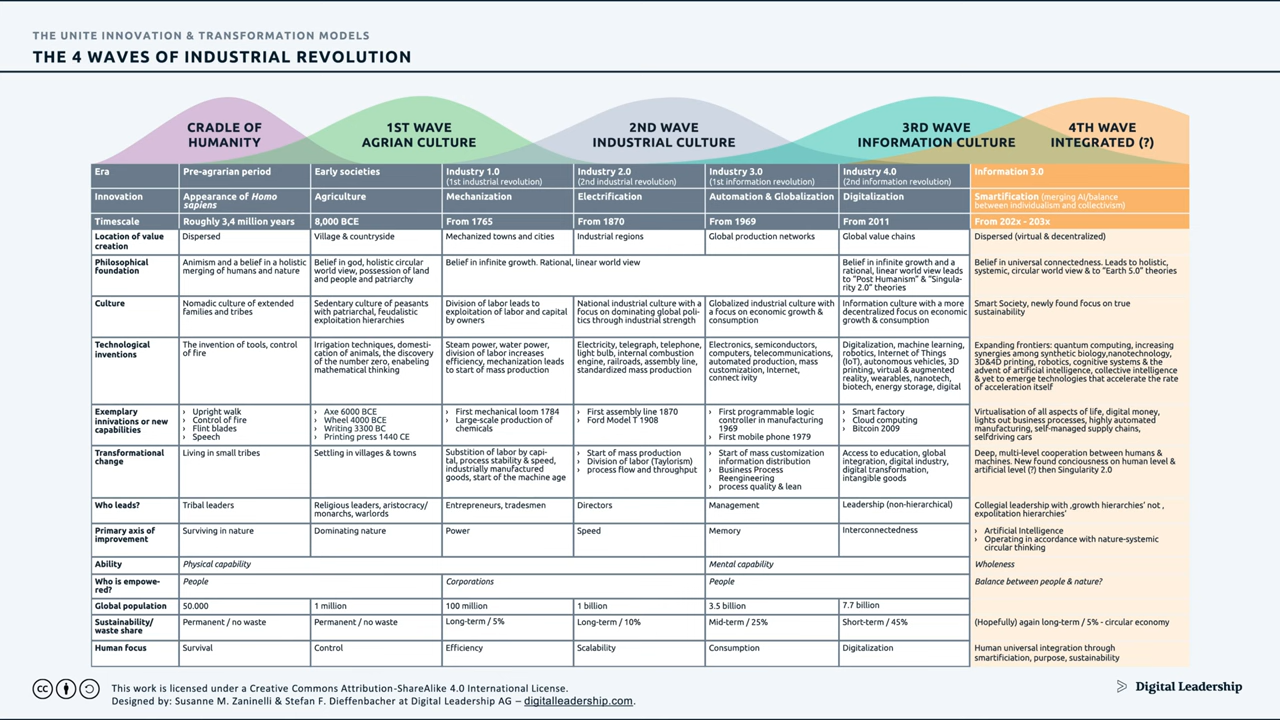 THE UNITE INNOVATION & TRANSFORMATION MODELS
THE 4 WAVES OF INDUSTRIAL REVOLUTION
CRADLE OF
HUMANITY
1ST WAVE
AGRIAN CULTURE
2ND WAVE
INDUSTRIAL CULTURE
3RD WAVE
INFORMATION CULTURE
4TH WAVE
INTEGRATED (?)
Era
Pre-agrarian period
Early societies
Industry 1.0
(1st industrial revolution)
Industry 2.0
(2nd industrial revolution)
Industry 3.0
(1st information revolution)
Industry 4.0
(2nd information revolution)
Information 3.0
Innovation
Appearance of Homo
sapiens
Agriculture
Mechanization
Electrification
Automation & Globalization
Digitalization
Smartification (merging AI/balance
between individualism and collectivism)
Timescale
Roughly 3,4 million years
8,000 BCE
From 1765
From 1870
From 1969
From 2011
From 202x - 203x
Location of value
creation
Dispersed
Village & countryside
Mechanized towns and cities
Industrial regions
Global production networks
Global value chains
Dispersed (virtual & decentralized)
Philosophical
foundation
Animism and a belief in a holistic
merging of humans and nature
Belief in god, holistic circular
world view, possession of land
and people and patriarchy
Belief in infinite growth. Rational, linear world view
Belief in infinite growth and a
rational, linear world view leads
to "Post Humanism" & "Singula-
rity 2.0" theories
Belief in universal connectedness. Leads to holistic,
systemic, circular world view & to "Earth 5.0" theories
Culture
Nomadic culture of extended
families and tribes
Sedentary culture of peasants
with patriarchal, feudalistic
exploitation hierarchies
Division of labor leads to
exploitation of labor and capital
by owners
National industrial culture with a
focus on dominating global poli-
tics through industrial strength
Globalized industrial culture with
a focus on economic growth &
consumption
Information culture with a more
decentralized focus on economic
growth & consumption
Smart Society, newly found focus on true
sustainability
Technological
inventions
The invention of tools, control
of fire
Irrigation techniques, domesti-
cation of animals, the discovery
of the number zero, enabeling
mathematical thinking
Steam power, water power,
division of labor increases
efficiency, mechanization leads
to start of mass production
Electricity, telegraph, telephone,
light bulb, internal combustion
engine, railroads, assembly line,
standardized mass production
Electronics, semiconductors,
computers, telecommunications,
automated production, mass
customization, Internet,
connect ivity
Digitalization, machine learning,
robotics, Internet of Things
(IoT), autonomous vehicles, 3D
printing, virtual & augmented
reality, wearables, nanotech,
biotech, energy storage, digital
Expanding frontiers: quantum computing, increasing
synergies among synthetic biology,nanotechnology,
3D&4D printing, robotics, cognitive systems & the
advent of artificial intelligence, collective intelligence
& yet to emerge technologies that accelerate the rate
of acceleration itself
Exemplary
innivations or new
capabilities
› Upright walk
› Control of fire
› Flint blades
› Speech
› Axe 6000 BCE
› Wheel 4000 BCE
› Writing 3300 BC
› Printing press 1440 CE
› First mechanical loom 1784
› Large-scale production of
chemicals
› First assembly line 1870
› Ford Model T 1908
› First programmable logic
controller in manufacturing
1969
› First mobile phone 1979
› Smart factory
› Cloud computing
› Bitcoin 2009
Virtualisation of all aspects of life, digital money,
lights out business processes, highly automated
manufacturing, self-managed supply chains,
selfdriving cars
Transformational
change
Living in small tribes
Settling in villages & towns
Substition of labor by capi-
tal, process stability & speed,
industrially manufactured
goods, start of the machine age
› Start of mass production
› Division of labor (Taylorism)
› process flow and throughput
› Start of mass customization
information distribution
› Business Process
Reengineering
› process quality & lean
Access to education, global
integration, digital industry,
digital transformation,
intangible goods
Deep, multi-level cooperation between humans &
machines. New found conciousness on human level &
artificial level (?) then Singularity 2.0
Who leads?
Tribal leaders
Religious leaders, aristocracy/
monarchs, warlords
Entrepreneurs, tradesmen
Directors
Management
Leadership (non-hierarchical)
Collegial leadership with ‚growth hierarchies' not ‚
expolitation hierarchies'
Primary axis of
improvement
Surviving in nature
Dominating nature
Power
Speed
Memory
Interconnectedness
› Artificial Intelligence
› Operating in accordance with nature-systemic
circular thinking
Ability
Physical capability
Mental capability
Wholeness
Who is empowe-
red?
People
Corporations
People
Balance between people & nature?
Global population
50.000
1 million
100 million
1 billion
3.5 billion
7.7 billion
Sustainability/
waste share
Permanent / no waste
Permanent / no waste
Long-term / 5%
Long-term / 10%
Mid-term / 25%
Short-term / 45%
(Hopefully) again long-term / 5% - circular economy
Human focus
Survival
Control
Efficiency
Scalability
Consumption
Digitalization
Human universal integration through
smartificiation, purpose, sustainability
cc
This work is licensed under a Creative Commons Attribution-ShareAlike 4.0 International License.
Designed by: Susanne M. Zaninelli & Stefan F. Dieffenbacher at Digital Leadership AG – digitalleadership.com.
Digital Leadership